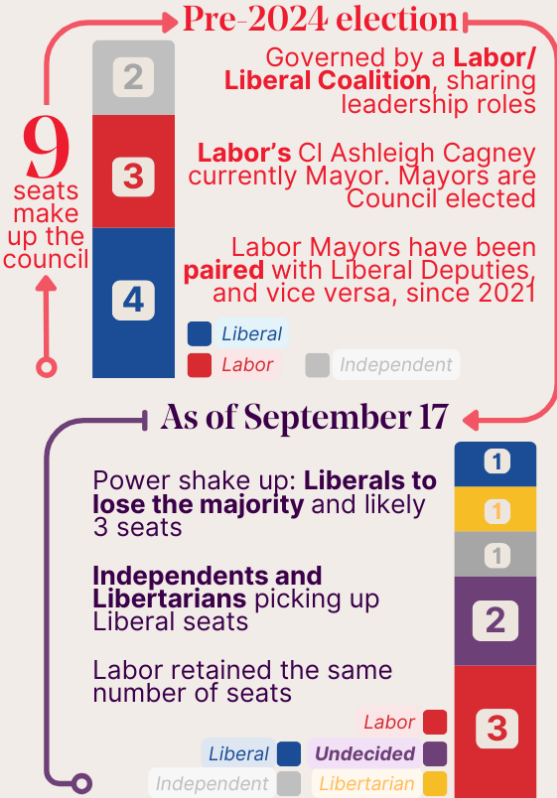 Pre-2024 election
2
3
4
9
seats
make
up the
council
Governed by a Labor/
Liberal Coalition, sharing
leadership roles
Labor's Cl Ashleigh Cagney
currently Mayor. Mayors are
Council elected
Labor Mayors have been
paired with Liberal Deputies,
and vice versa, since 2021
Liberal
Labor
Independent
As of September 17
Power shake up: Liberals to
lose the majority and likely
3 seats
Independents and
Libertarians picking up
Liberal seats
Labor retained the same
number of seats
1
1
1
2
3
Labor
Liberal
Undecided
Independent
Libertarian